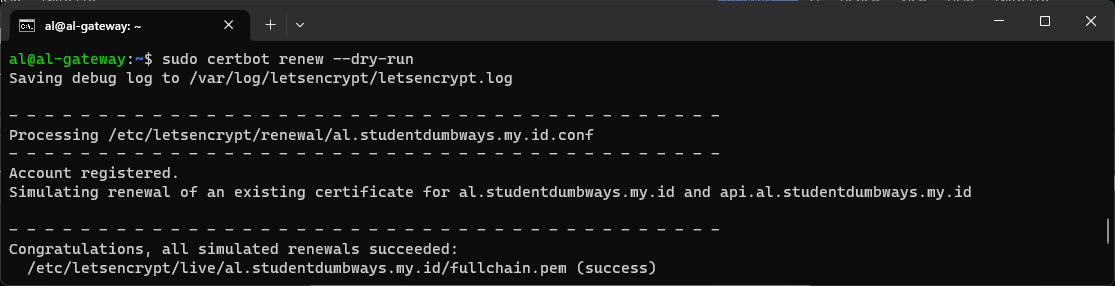 al@al-gateway: ~
al@al-gateway:~$ sudo certbot renew --dry-run
Saving debug log to /var/log/letsencrypt/letsencrypt.log
- - - - - - - - - - - - - - - - - - - - - - - - - - - - - - - - - - - - - - - -
Processing /etc/letsencrypt/renewal/al.studentdumbways.my.id.conf
- - - - - - - - - - - - - - - - - - - - - - - - - - - - - - - - - - - - - - - -
Account registered.
Simulating renewal of an existing certificate for al.studentdumbways.my.id and api.al.studentdumbways.my.id
- - - - - - - - - - - - - - - - - - - - - - - - - - - - - - - - - - - - - - - -
Congratulations, all simulated renewals succeeded:
  /etc/letsencrypt/live/al.studentdumbways.my.id/fullchain.pem (success)